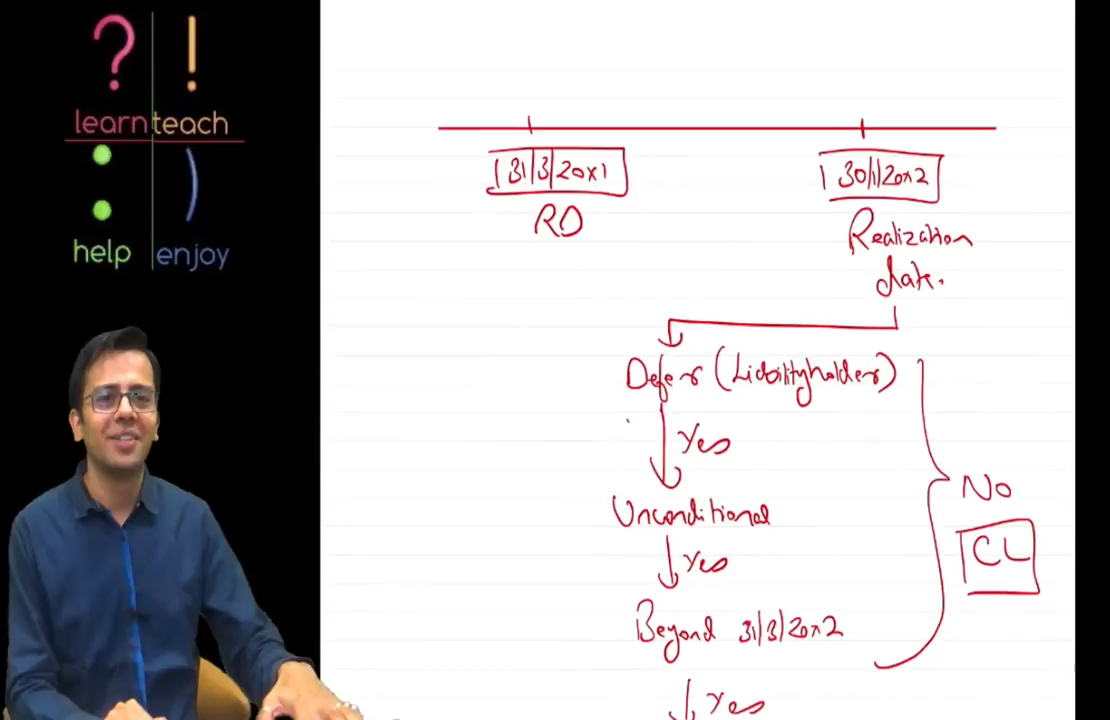 ? !
learn teach
help enjoy
31/3/20x1
30/1/20x2
RD
Realization
date.
Defer (Liabilityholder)
Yes
Unconditional
No
CL
Yes
Beyond 31/3/20x2
Yes